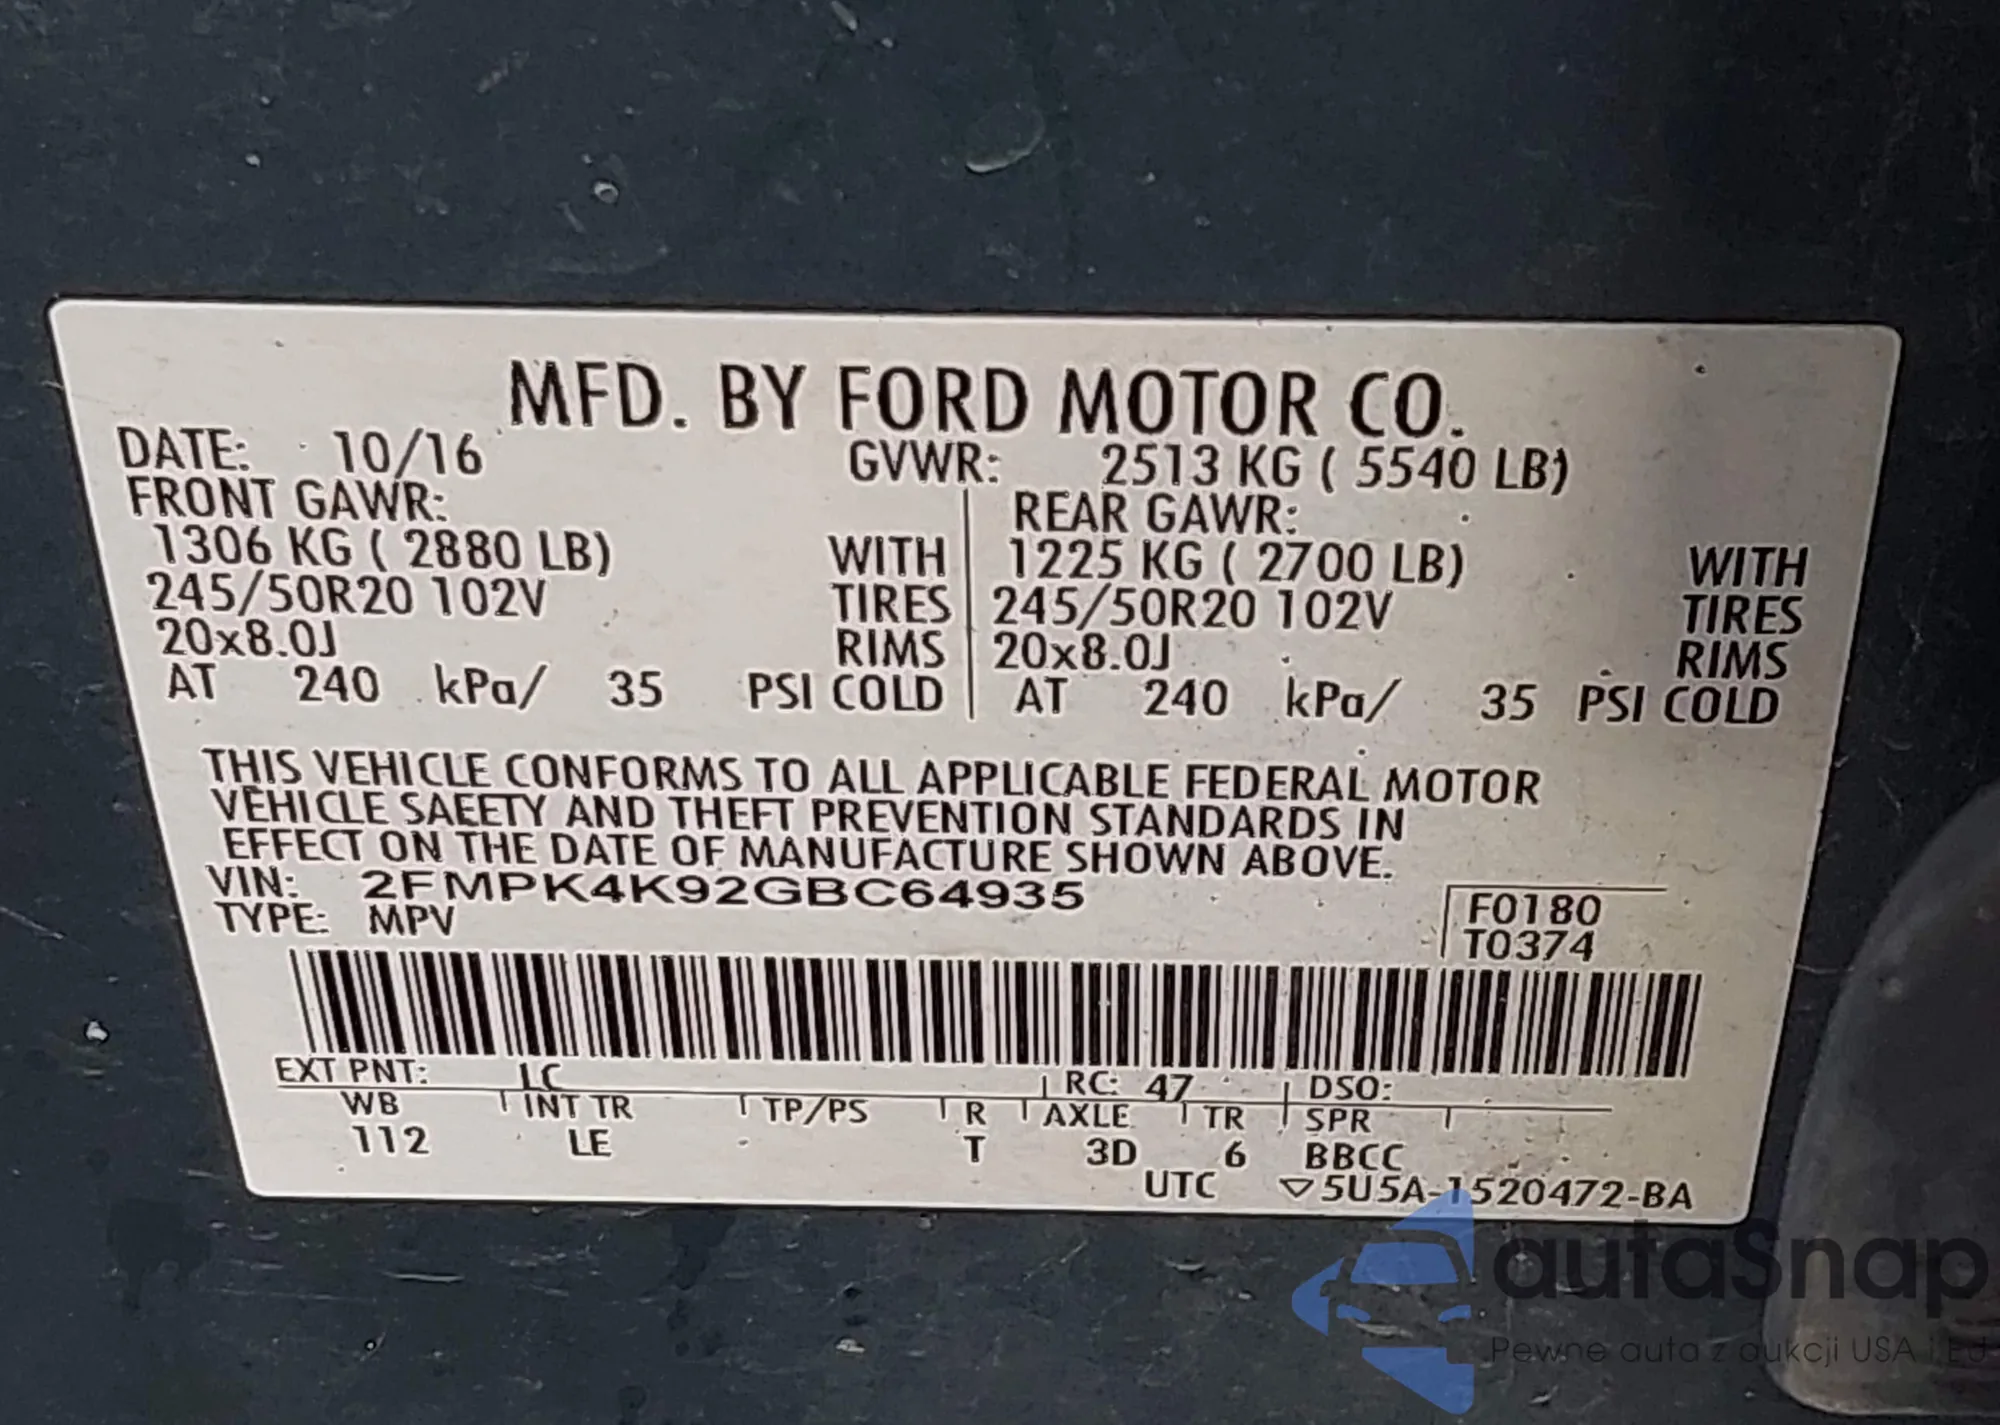 MFD. BY FORD MOTOR CO.
DATE: 10/16 GVWR: 2513 KG ( 5540 LB)
FRONT GAWR: REAR GAWR:
1306 KG ( 2880 LB) WITH 1225 KG ( 2700 LB) WITH
245/50R20 102V TIRES 245/50R20 102V TIRES
20x8.0J RIMS 20x8.0J RIMS
AT 240 kPa/ 35 PSI COLD AT 240 kPa/ 35 PSI COLD
THIS VEHICLE CONFORMS TO ALL APPLICABLE FEDERAL MOTOR
VEHICLE SAFETY AND THEFT PREVENTION STANDARDS IN
EFFECT ON THE DATE OF MANUFACTURE SHOWN ABOVE.
VIN: 2FMPK4K92GBC64935
TYPE: MPV
F0180
T0374
EXT PNT: LC RC: 47 DSO:
WB INT TR TP/PS R AXLE TR SPR
112 LE T 3D 6 BBCC
UTC ▽5U5A-1520472-BA
autaSnap
Pewne auta z aukcji USA i Ed